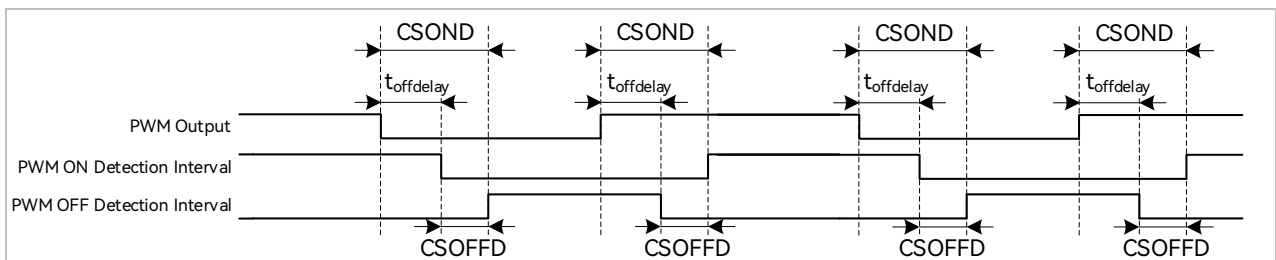 CSOND CSOND CSOND CSOND
toffdelay toffdelay toffdelay toffdelay
PWM Output
PWM ON Detection Interval
PWM OFF Detection Interval
CSOFFD CSOFFD CSOFFD CSOFFD